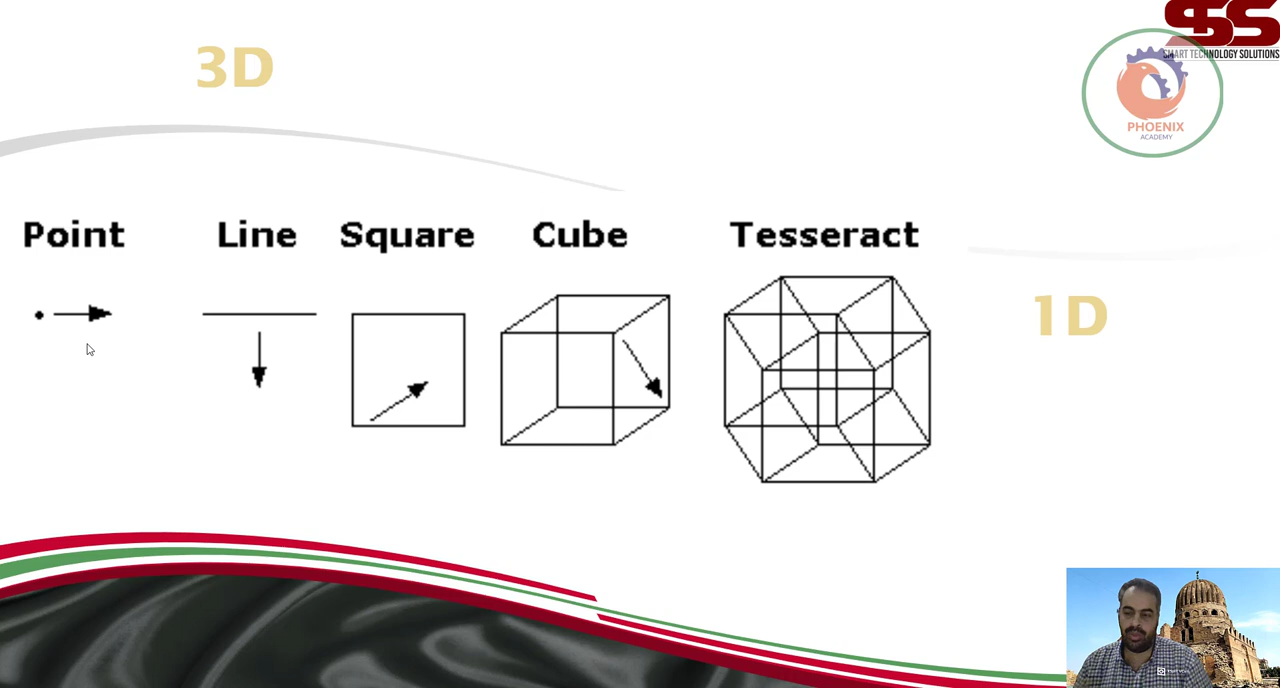 3D
SMART TECHNOLOGY SOLUTIONS
PHOENIX
ACADEMY
Point Line Square Cube Tesseract
1D